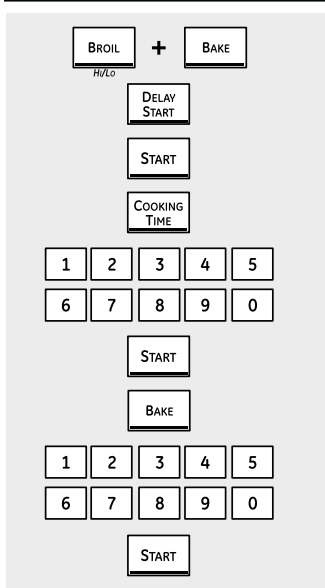 BROIL + BAKE
HI/LO
DELAY
START
START
COOKING
TIME
1 2 3 4 5
6 7 8 9 0
START
BAKE
1 2 3 4 5
6 7 8 9 0
START